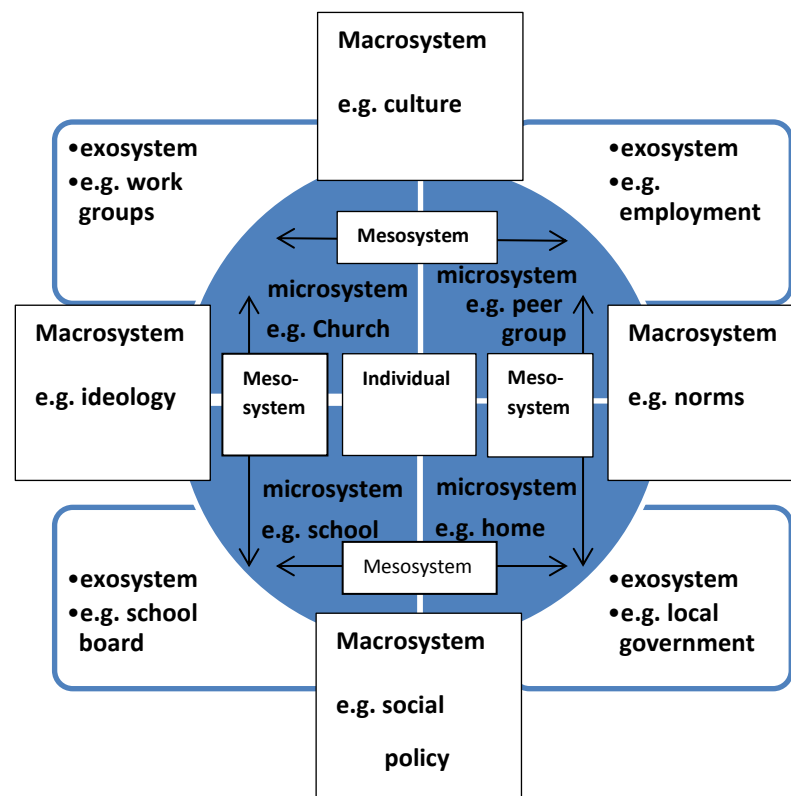 Macrosystem
e.g. culture
•exosystem
•e.g. work
groups
•exosystem
•e.g.
employment
Mesosystem
microsystem
e.g. Church
microsystem
e.g. peer
group
Macrosystem
e.g. ideology
Meso-
system
Individual
Meso-
system
Macrosystem
e.g. norms
microsystem
e.g. school
microsystem
e.g. home
Mesosystem
•exosystem
•e.g. school
board
•exosystem
•e.g. local
government
Macrosystem
e.g. social
policy